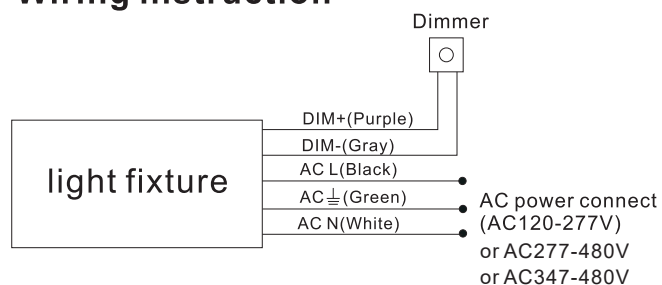 Wiring Instruction
Dimmer
DIM+(Purple)
DIM-(Gray)
AC L(Black)
light fixture
AC⏚(Green)
AC N(White)
AC power connect
(AC120-277V)
or AC277-480V
or AC347-480V